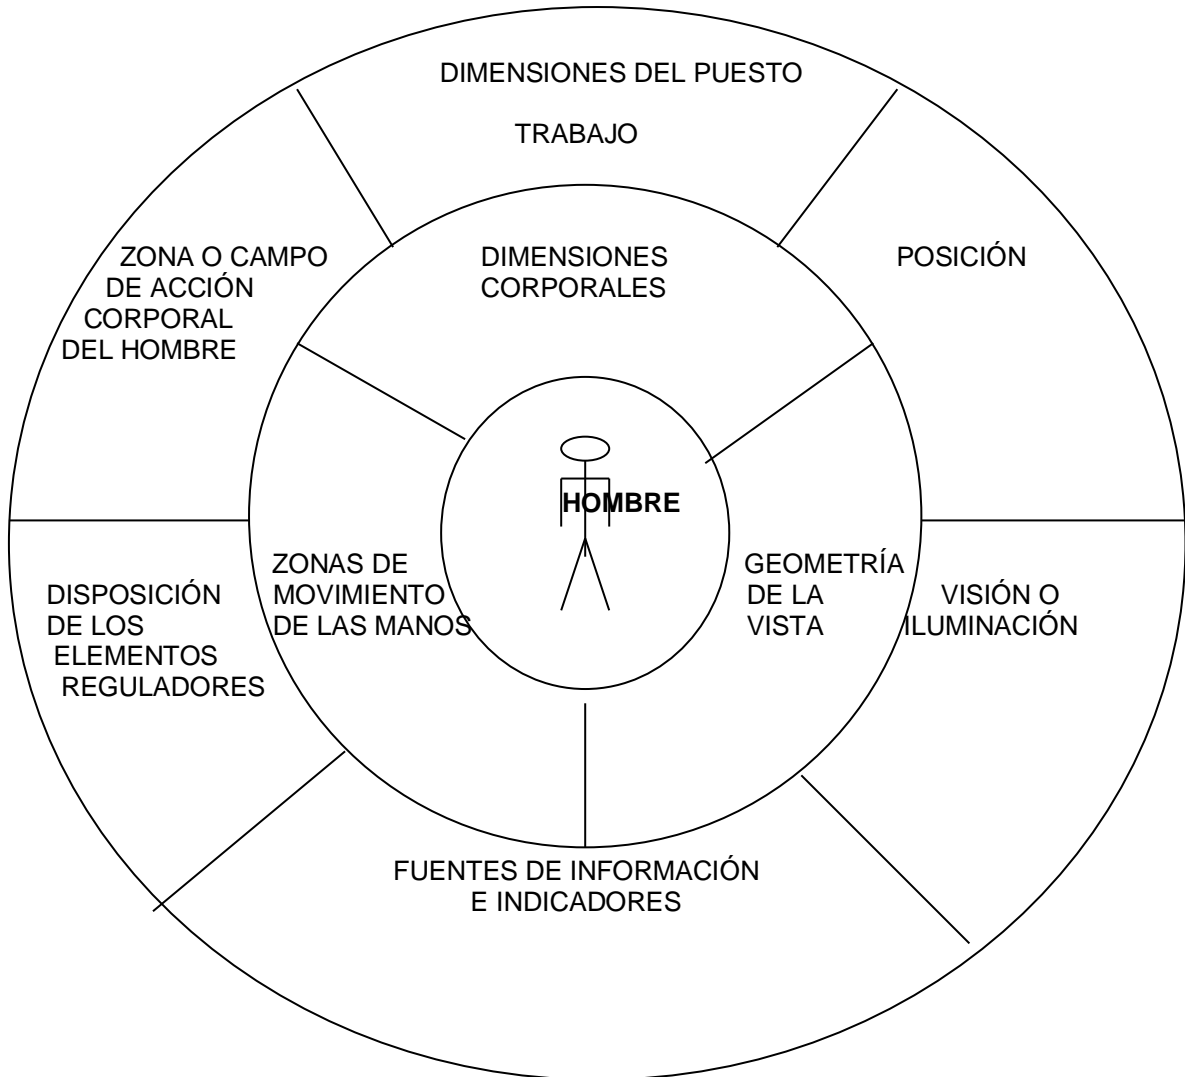 DIMENSIONES DEL PUESTO
TRABAJO
ZONA O CAMPO
DE ACCIÓN
CORPORAL
DEL HOMBRE
DIMENSIONES
CORPORALES
POSICIÓN
HOMBRE
ZONAS DE
MOVIMIENTO
DE LAS MANOS
GEOMETRÍA
DE LA
VISTA
DISPOSICIÓN
DE LOS
ELEMENTOS
REGULADORES
VISIÓN O
ILUMINACIÓN
FUENTES DE INFORMACIÓN
E INDICADORES